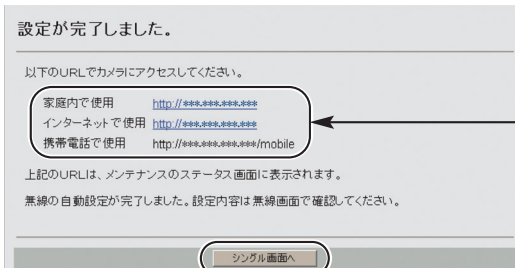 設定が完了しました。
以下のURLでカメラにアクセスしてください。
家庭内で使用 http://***.***.***.***
インターネットで使用 http://***.***.***.***
携帯電話で使用 http://***.***.***.***/mobile
上記のURLは、メンテナンスのステータス画面に表示されます。
無線の自動設定が完了しました。設定内容は無線画面で確認してください。
シングル画面へ